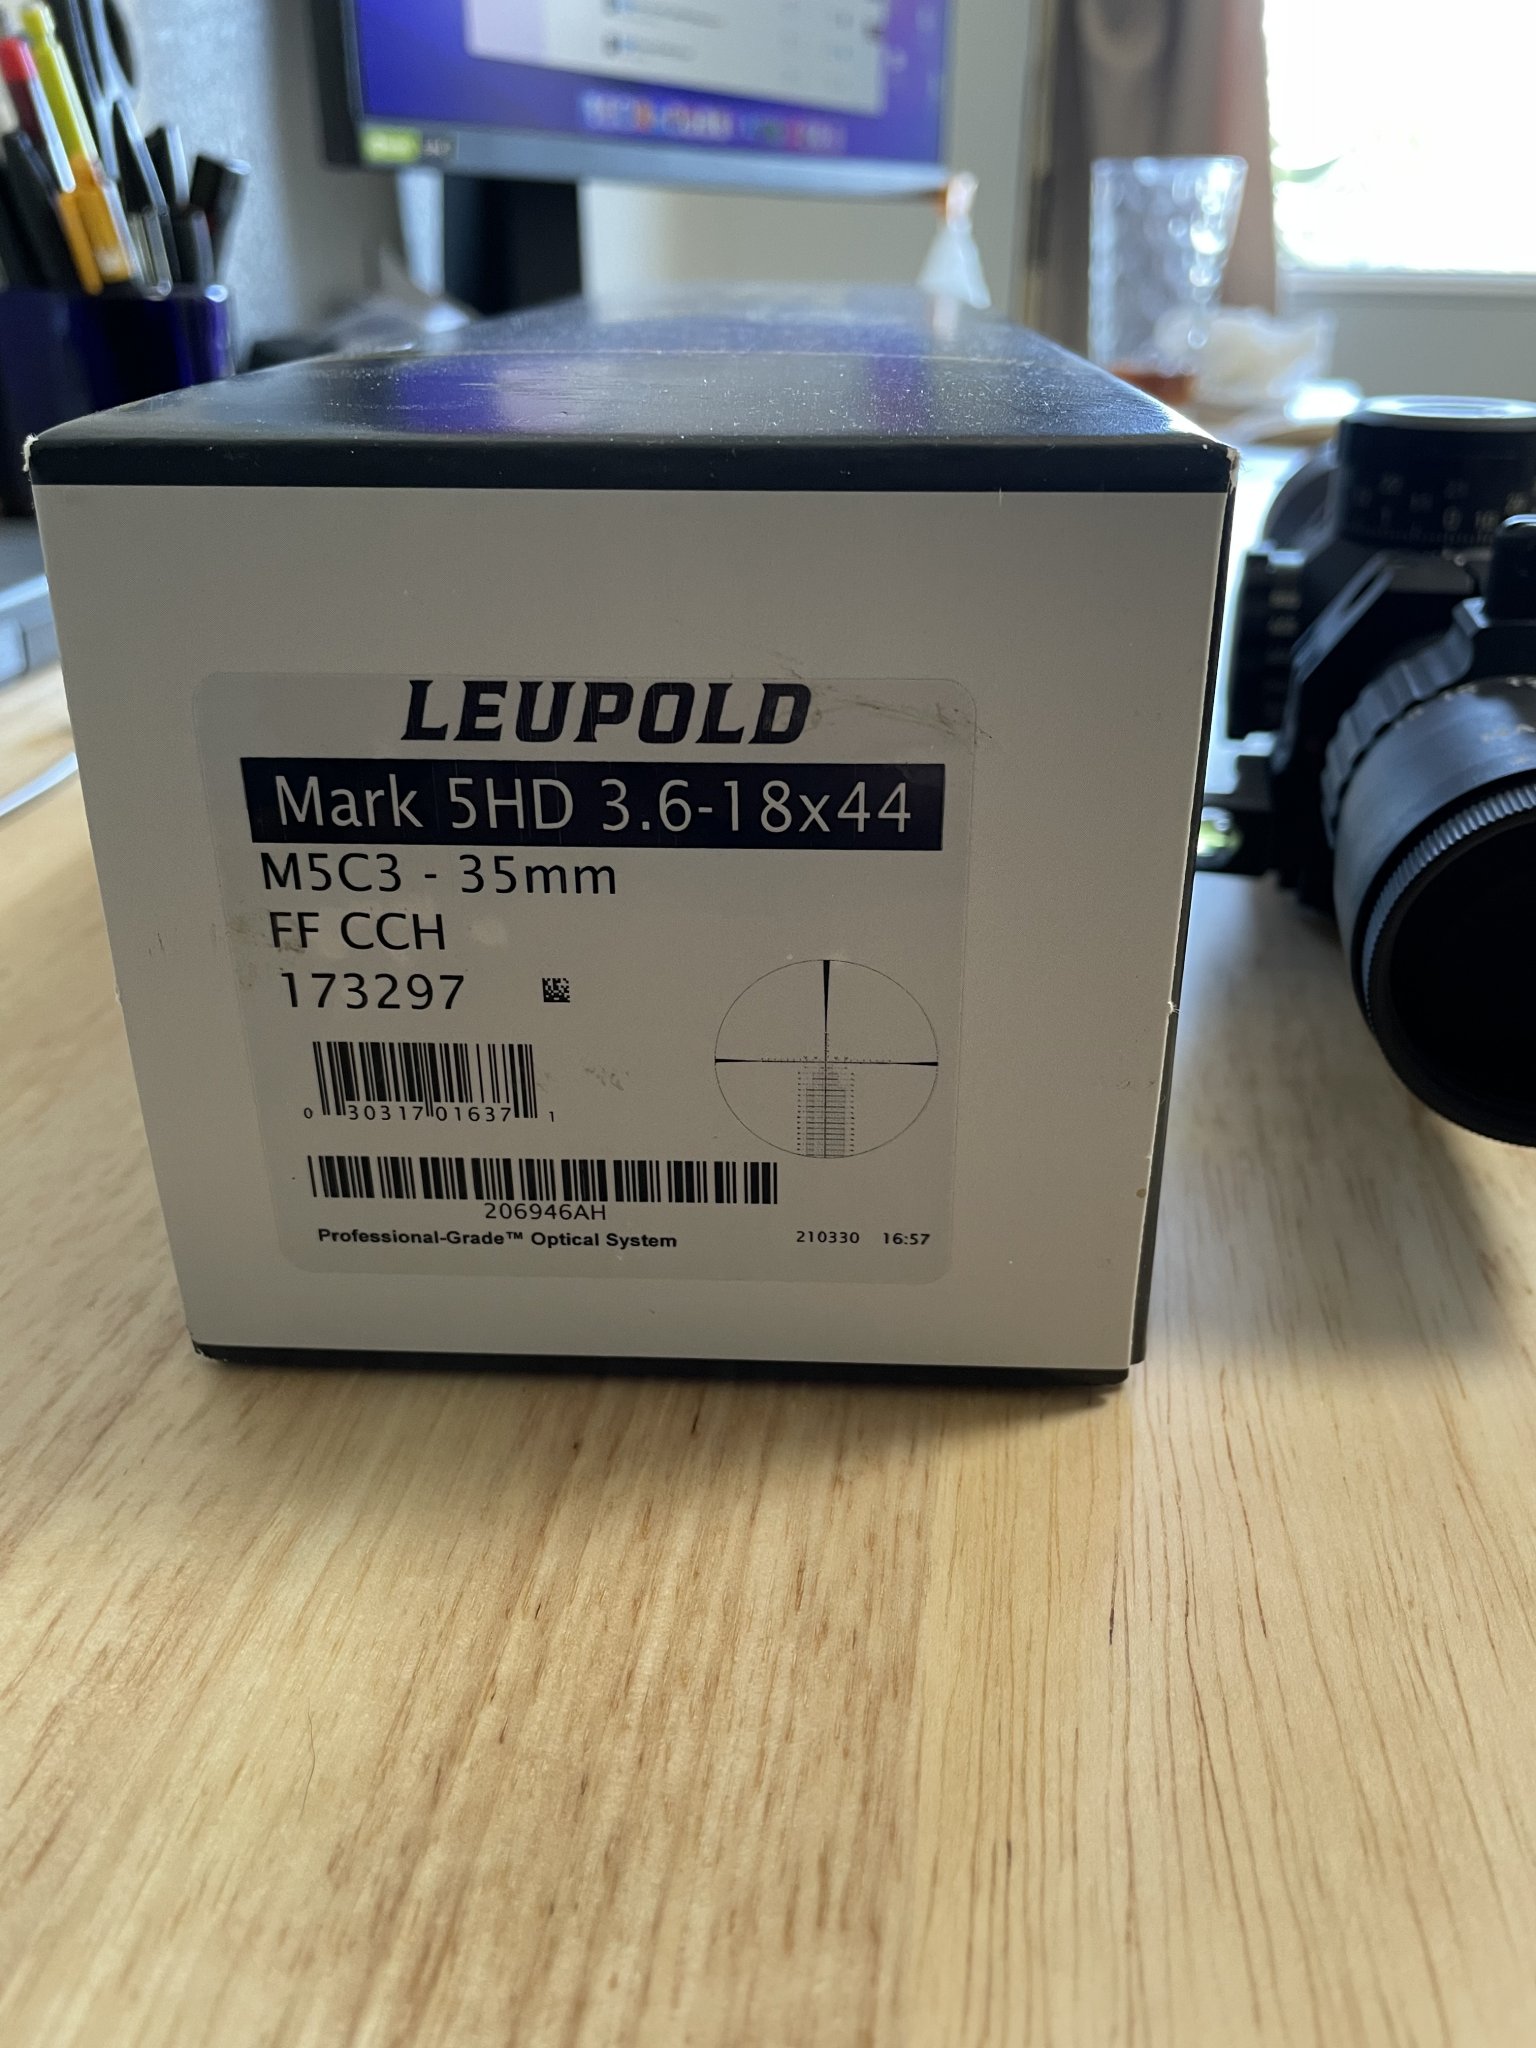 LEUPOLD
Mark 5HD 3.6-18x44
M5C3 - 35mm
FF CCH
173297
0 30317 01637 1
206946AH
Professional-Grade™ Optical System
210330 16:57